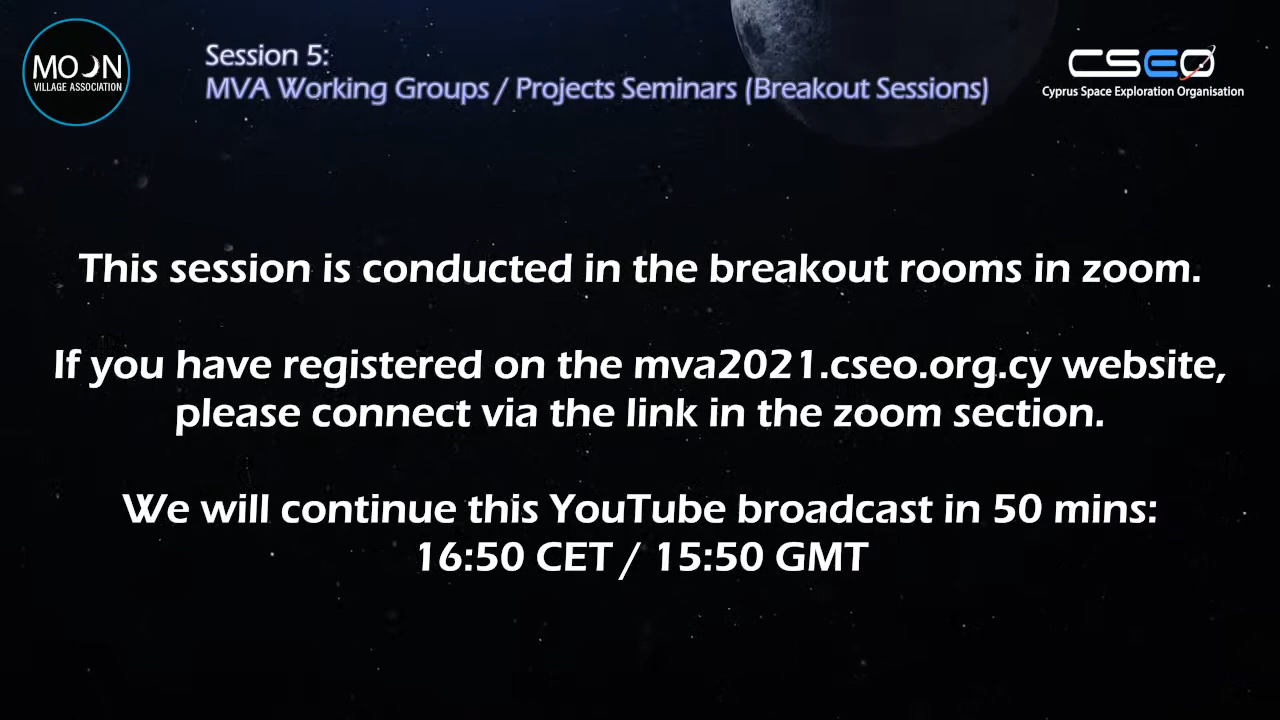 MOON
VILLAGE ASSOCIATION
Session 5:
MVA Working Groups / Projects Seminars (Breakout Sessions)
CSEO
Cyprus Space Exploration Organisation
This session is conducted in the breakout rooms in zoom.
If you have registered on the mva2021.cseo.org.cy website,
please connect via the link in the zoom section.
We will continue this YouTube broadcast in 50 mins:
16:50 CET / 15:50 GMT